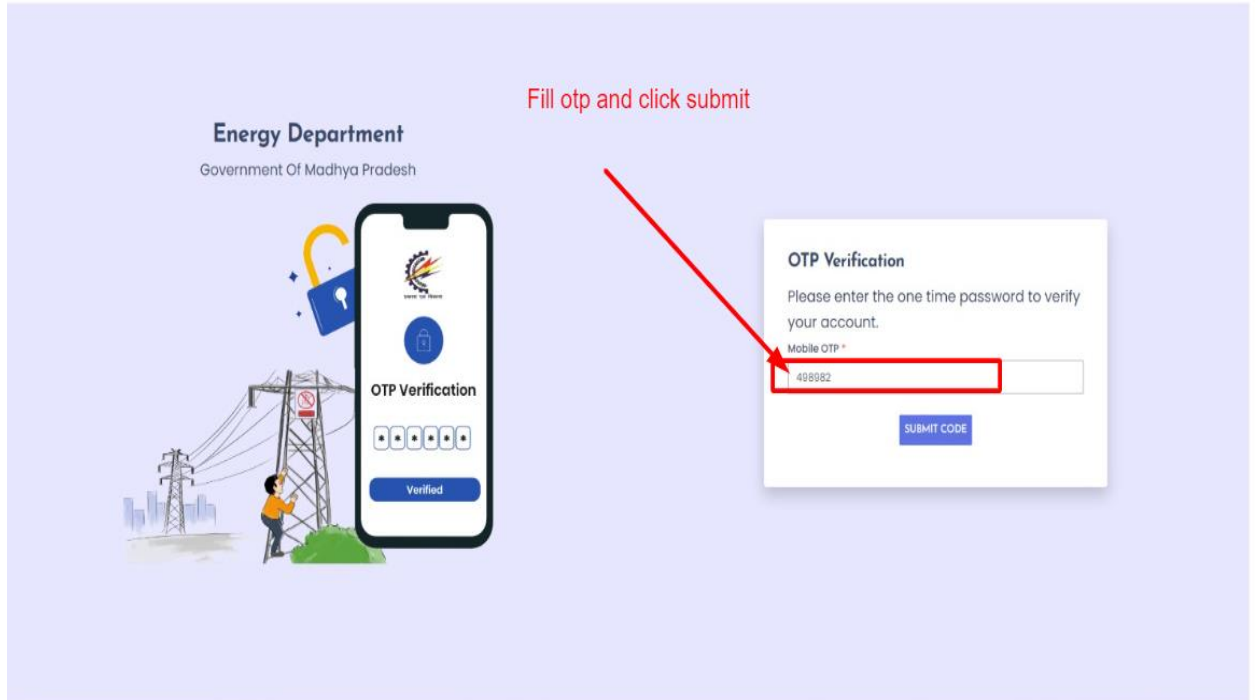 Fill otp and click submit
Energy Department
Government Of Madhya Pradesh
OTP Verification
******
Verified
OTP Verification
Please enter the one time password to verify
your account.
Mobile OTP *
498982
SUBMIT CODE